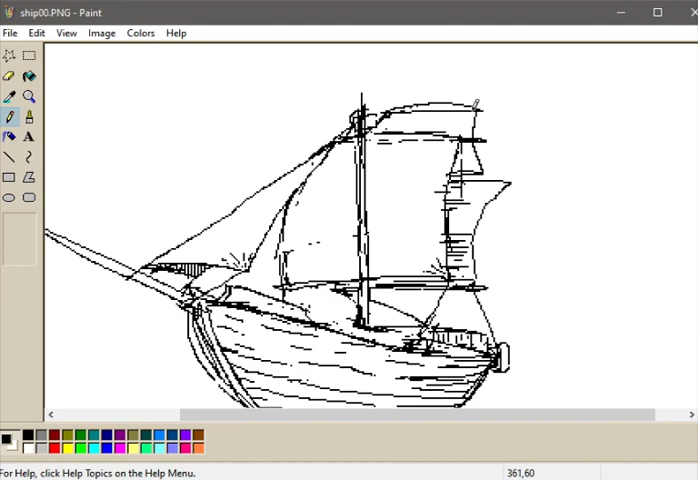 ship00.PNG - Paint
File Edit View Image Colors Help
A
For Help, click Help Topics on the Help Menu. 361,60